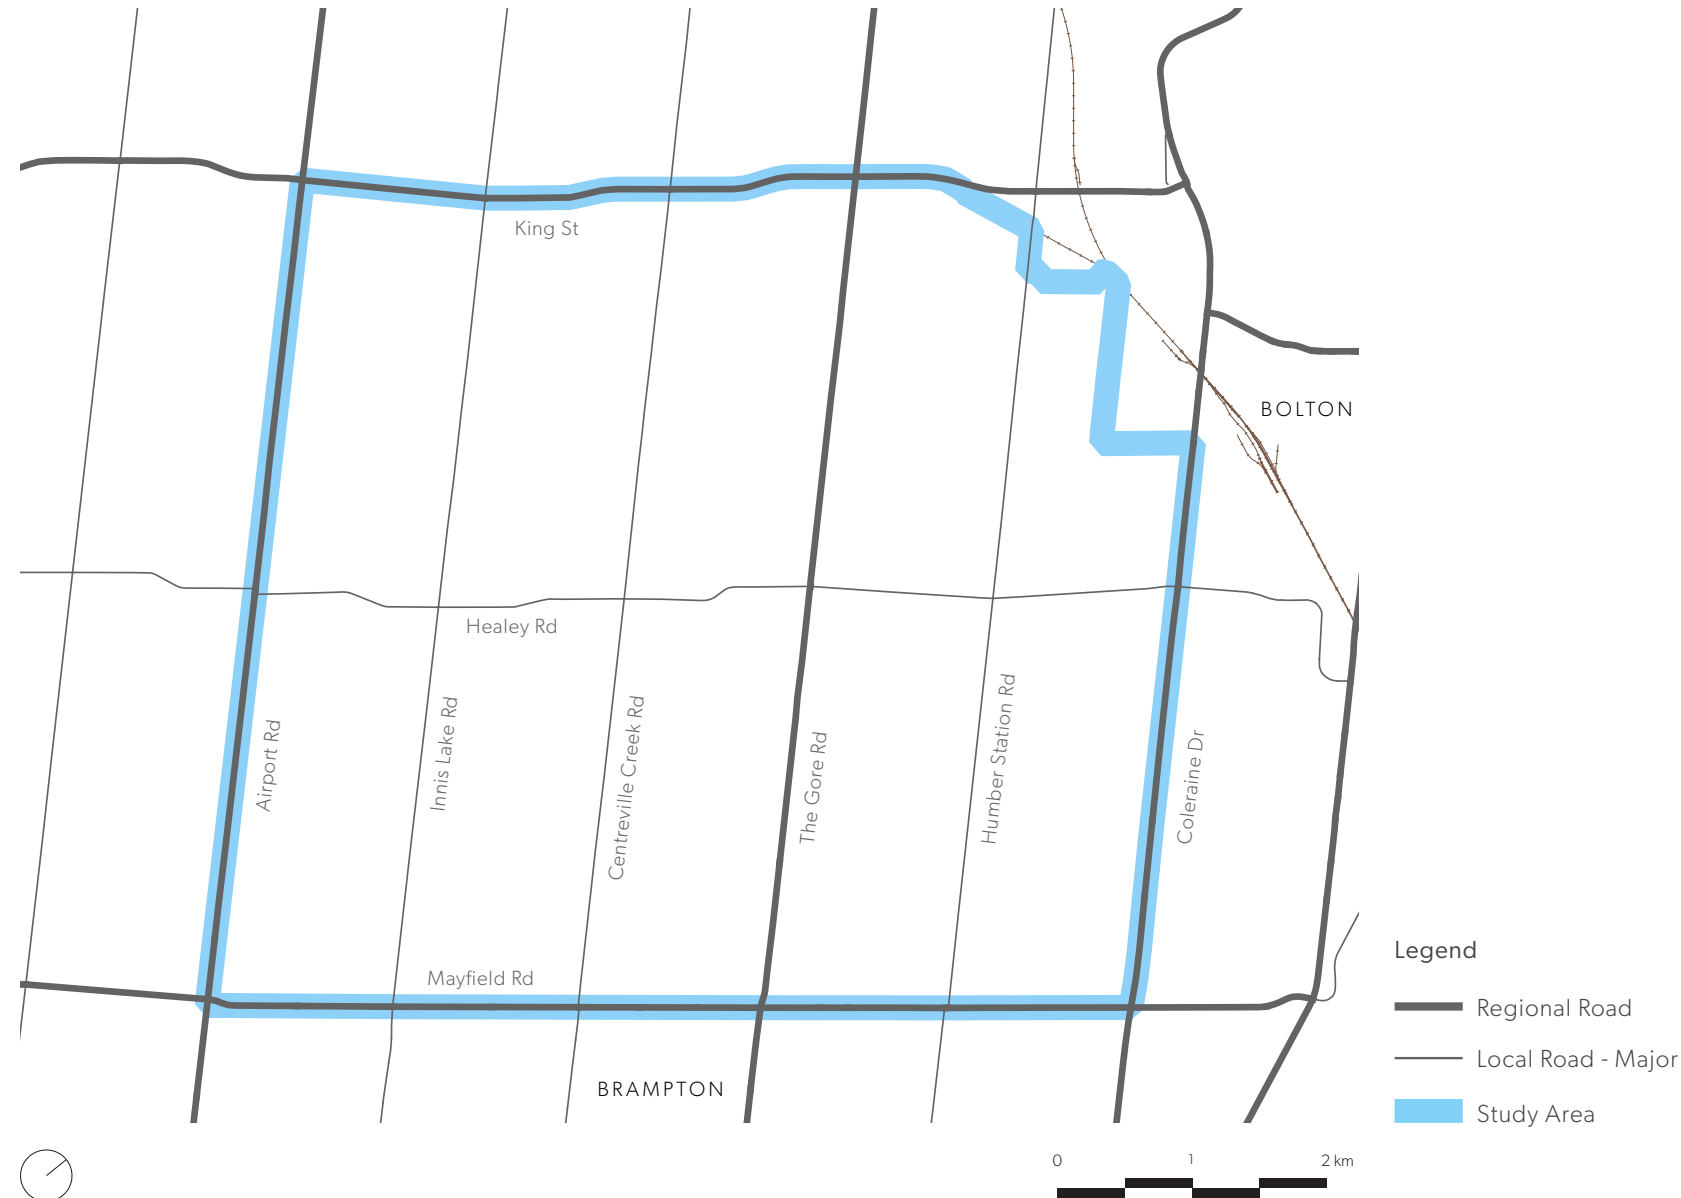 King St
BOLTON
Healey Rd
Airport Rd
Innis Lake Rd
Centreville Creek Rd
The Gore Rd
Humber Station Rd
Coleraine Dr
Mayfield Rd
BRAMPTON
Legend
Regional Road
Local Road - Major
Study Area
0 1 2 km